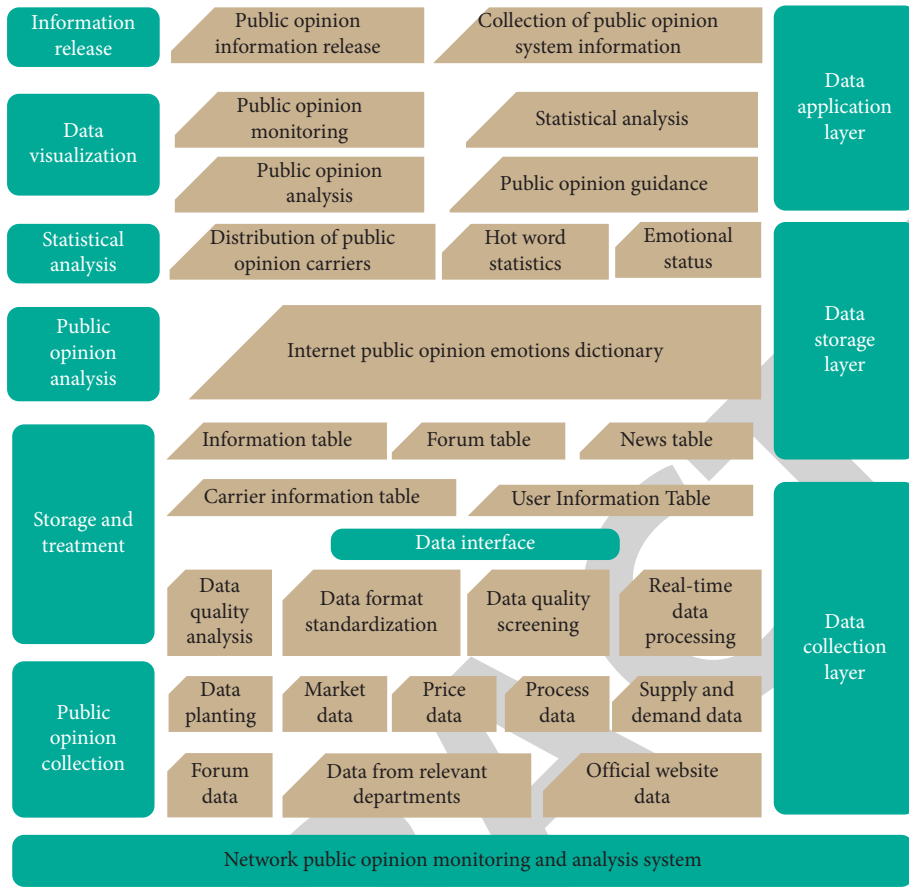 Information
release
Public opinion
information release
Collection of public opinion
system information
Data
application
layer
Data
visualization
Public opinion
monitoring
Statistical analysis
Public opinion
analysis
Public opinion guidance
Statistical
analysis
Distribution of public
opinion carriers
Hot word
statistics
Emotional
status
Data
storage
layer
Public
opinion
analysis
Internet public opinion emotions dictionary
Storage and
treatment
Information table
Forum table
News table
Carrier information table
User Information Table
Data interface
Data
quality
analysis
Data format
standardization
Data quality
screening
Real-time
data
processing
Data
collection
layer
Public
opinion
collection
Data
planting
Market
data
Price
data
Process
data
Supply and
demand data
Forum
data
Data from relevant
departments
Official website
data
Network public opinion monitoring and analysis system